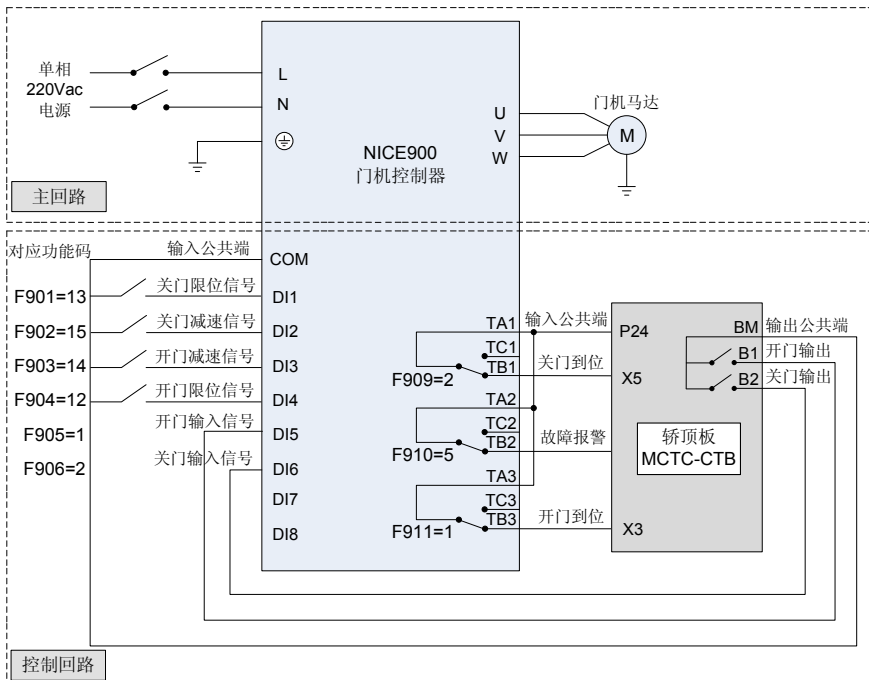 单相
220Vac
电源
L
N
U
V
W
门机马达
M
NICE900
门机控制器
主回路
对应功能码
输入公共端
COM
F901=13
关门限位信号
DI1
F902=15
关门减速信号
DI2
F903=14
开门减速信号
DI3
F904=12
开门限位信号
DI4
F905=1
开门输入信号
DI5
F906=2
关门输入信号
DI6
DI7
DI8
TA1
输入公共端
P24
TC1
F909=2
TB1
关门到位
X5
TA2
TC2
F910=5
TB2
故障报警
TA3
TC3
F911=1
TB3
开门到位
X3
BM
输出公共端
B1
开门输出
B2
关门输出
轿顶板
MCTC-CTB
控制回路